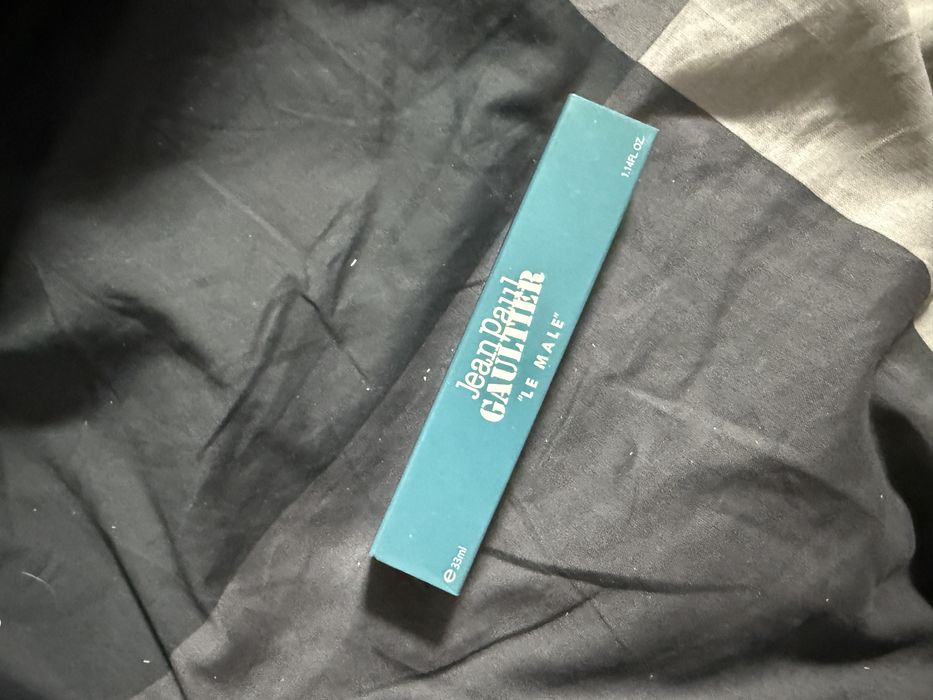 Jean paul
GAULTIER
"LE MALE"
℮ 33ml
1.14FL OZ.